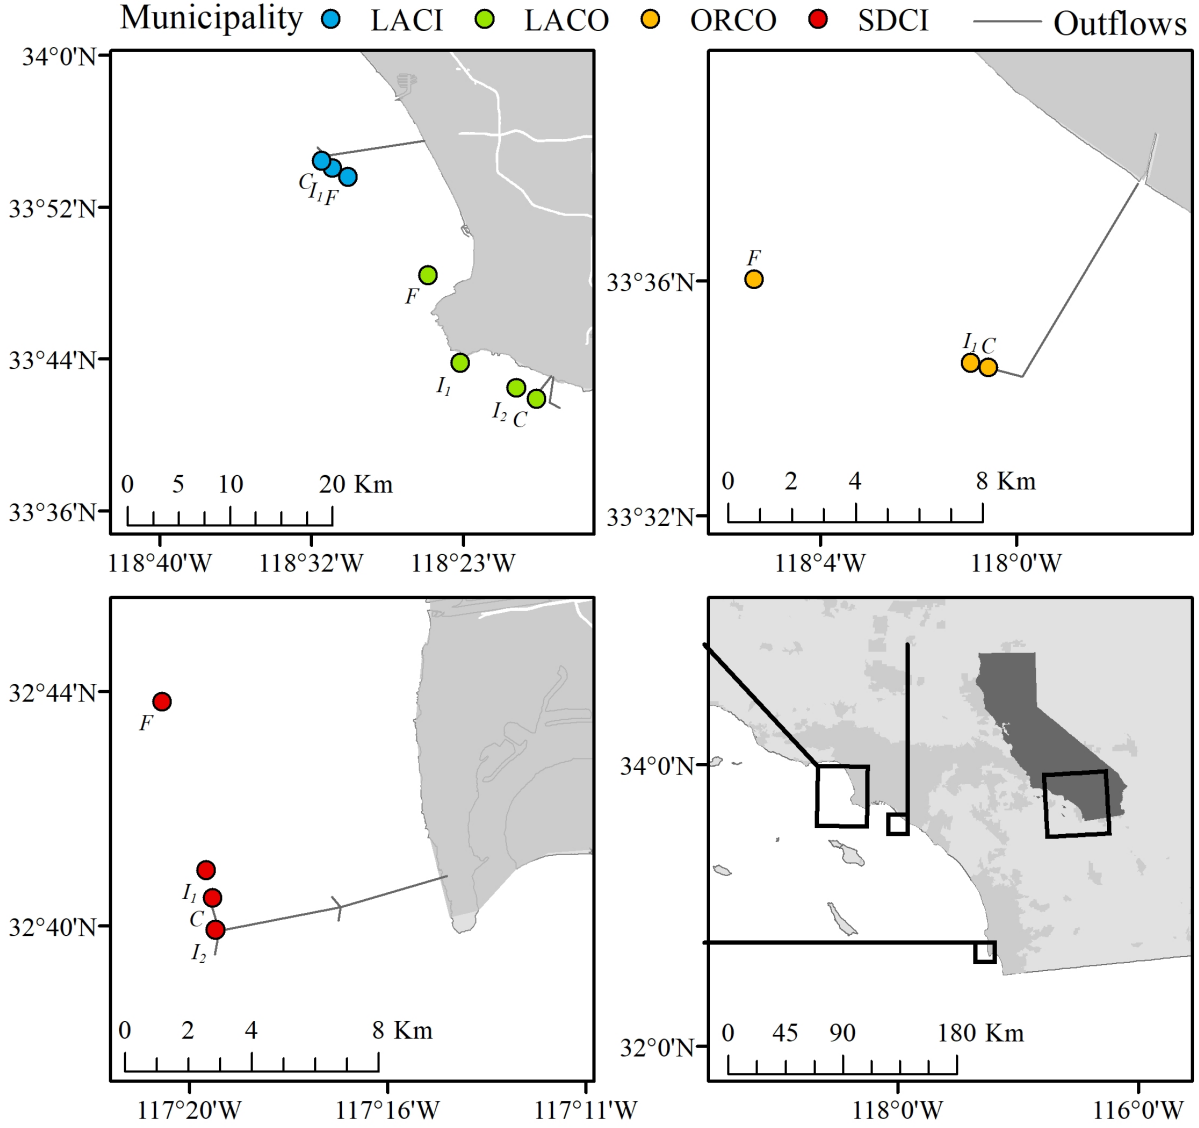 Municipality LACI LACO ORCO SDCI Outflows
34°0'N
33°52'N
33°44'N
33°36'N
118°40'W 118°32'W 118°23'W
C
I1 F
F
I1
I2 C
0 5 10 20 Km
33°36'N
33°32'N
118°4'W 118°0'W
F
I1 C
0 2 4 8 Km
32°44'N
32°40'N
117°20'W 117°16'W 117°11'W
F
I1
C
I2
0 2 4 8 Km
34°0'N
32°0'N
118°0'W 116°0'W
0 45 90 180 Km